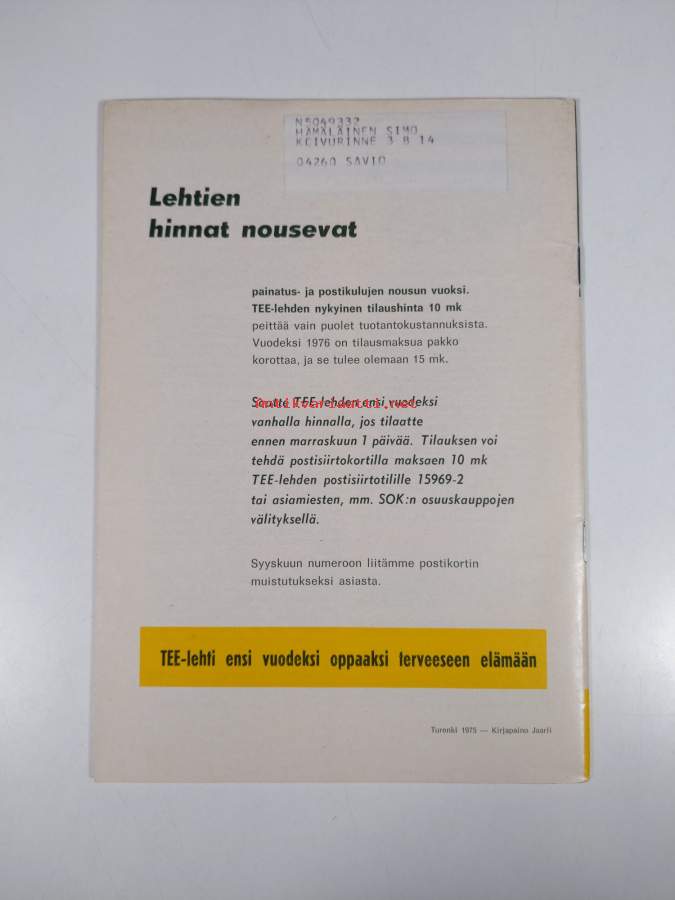 N5049332
HÄMÄLÄINEN SIMO
KOIVURINNE 3 B 14
04260 SAVIO
Lehtien
hinnat nousevat
painatus- ja postikulujen nousun vuoksi.
TEE-lehden nykyinen tilaushinta 10 mk
peittää vain puolet tuotantokustannuksista.
Vuodeksi 1976 on tilausmaksua pakko
korottaa, ja se tulee olemaan 15 mk.
Saatte TEE-lehden ensi vuodeksi
Antikvariaatti.net
vanhalla hinnalla, jos tilaatte
ennen marraskuun 1 päivää. Tilauksen voi
tehdä postisiirtokortilla maksaen 10 mk
TEE-lehden postisiirtotilille 15969-2
tai asiamiesten, mm. SOK:n osuuskauppojen
välityksellä.
Syyskuun numeroon liitämme postikortin
muistutukseksi asiasta.
TEE-lehti ensi vuodeksi oppaaksi terveeseen elämään
Turenki 1975 — Kirjapaino Jaarli